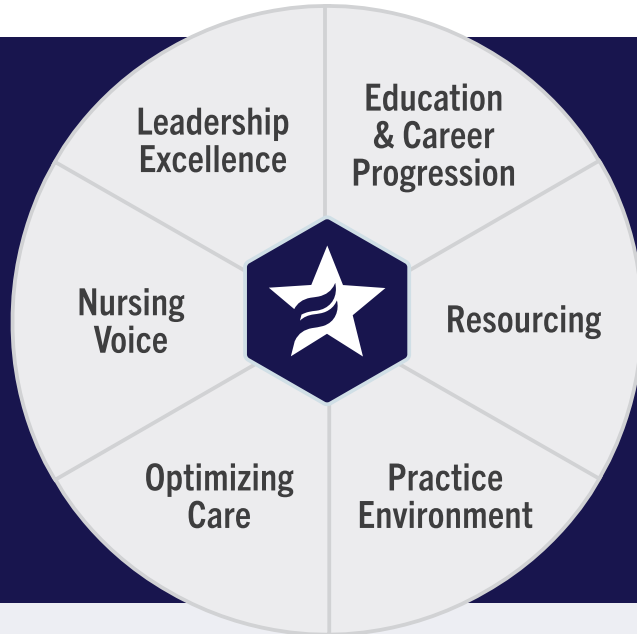 Leadership
Excellence
Education
& Career
Progression
Nursing
Voice
Resourcing
Optimizing
Care
Practice
Environment